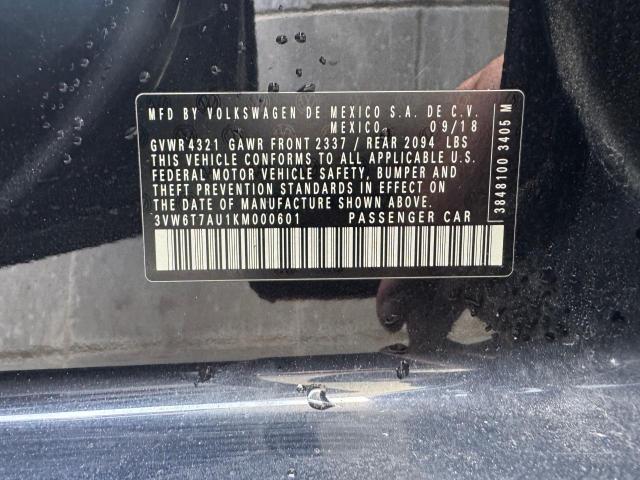 MFD BY VOLKSWAGEN DE MEXICO S.A. DE C.V.
MEXICO 09/18
GVWR 4321 GAWR FRONT 2337 / REAR 2094 LBS
THIS VEHICLE CONFORMS TO ALL APPLICABLE U.S.
FEDERAL MOTOR VEHICLE SAFETY, BUMPER AND
THEFT PREVENTION STANDARDS IN EFFECT ON
THE DATE OF MANUFACTURE SHOWN ABOVE.
3VW6T7AU1KM000601 PASSENGER CAR
3848100 3405 M